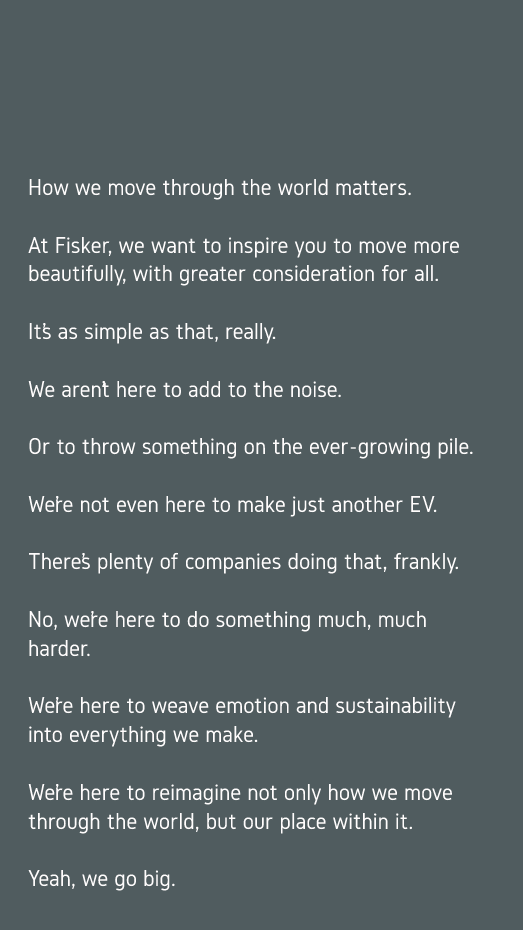 How we move through the world matters.
At Fisker, we want to inspire you to move more
beautifully, with greater consideration for all.
It's as simple as that, really.
We aren't here to add to the noise.
Or to throw something on the ever-growing pile.
We're not even here to make just another EV.
There's plenty of companies doing that, frankly.
No, we're here to do something much, much
harder.
We're here to weave emotion and sustainability
into everything we make.
We're here to reimagine not only how we move
through the world, but our place within it.
Yeah, we go big.